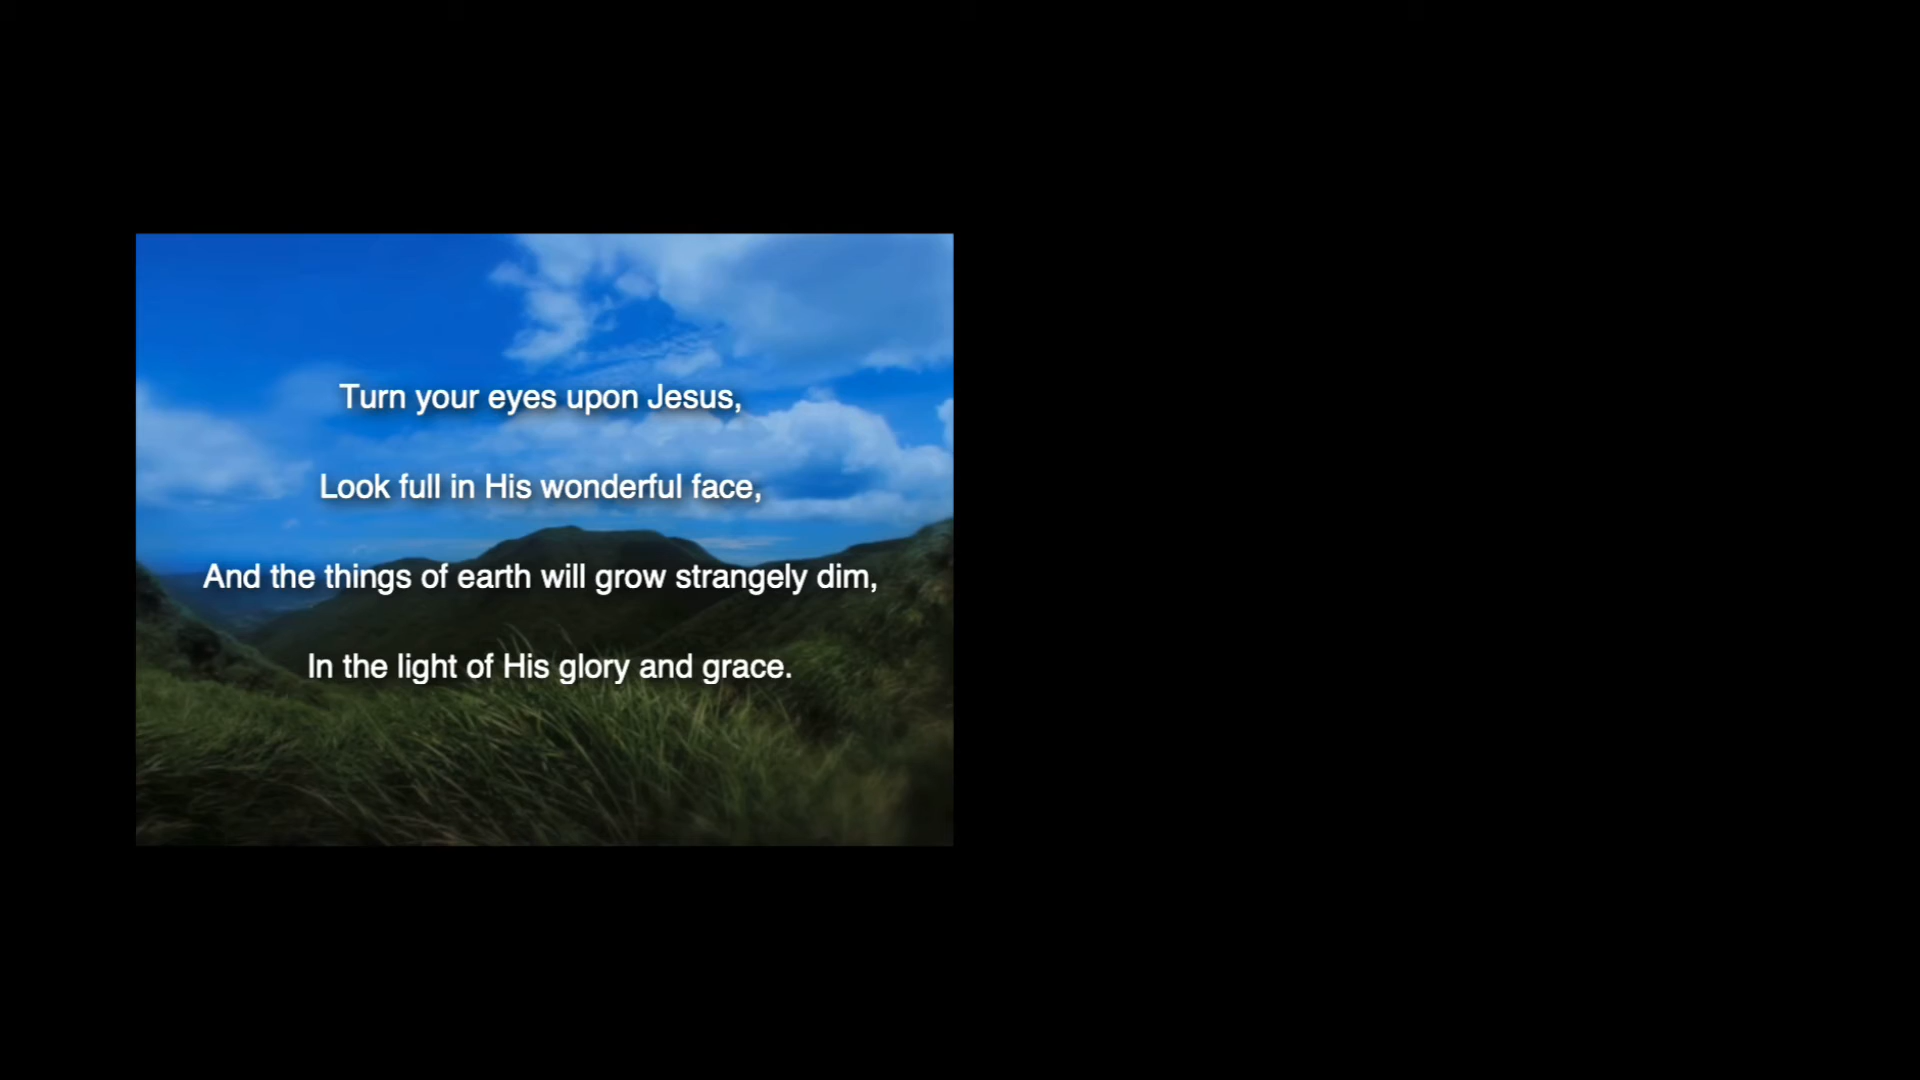 Turn your eyes upon Jesus,
Look full in His wonderful face,
And the things of earth will grow strangely dim,
In the light of His glory and grace.